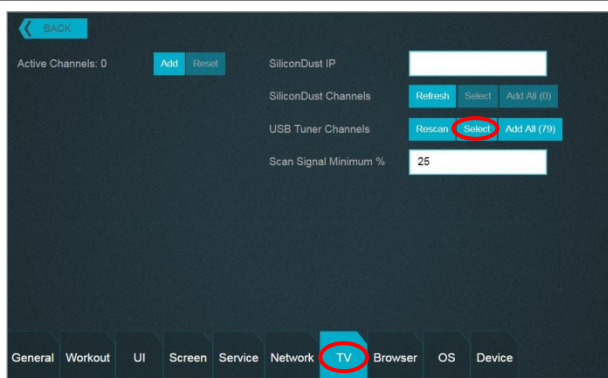 BACK
Active Channels: 0 Add Reset SiliconDust IP
SiliconDust Channels Refresh Select Add All (0)
USB Tuner Channels Rescan Select Add All (79)
Scan Signal Minimum % 25
General Workout UI Screen Service Network TV Browser OS Device